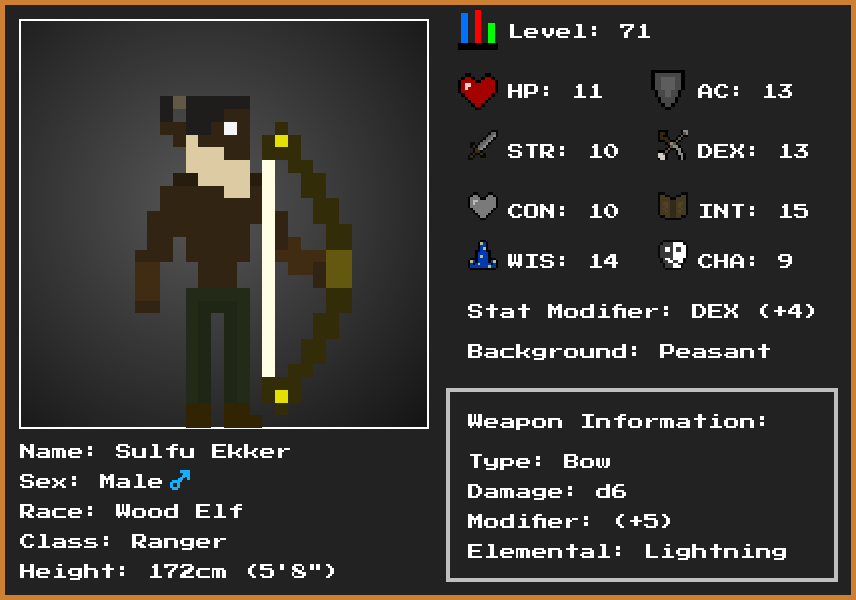 Level: 71
HP: 11 AC: 13
STR: 10 DEX: 13
CON: 10 INT: 15
WIS: 14 CHA: 9
Stat Modifier: DEX (+4)
Background: Peasant
Weapon Information:
Type: Bow
Damage: d6
Modifier: (+5)
Elemental: Lightning
Name: Sulfu Ekker
Sex: Male ♂
Race: Wood Elf
Class: Ranger
Height: 172cm (5'8")